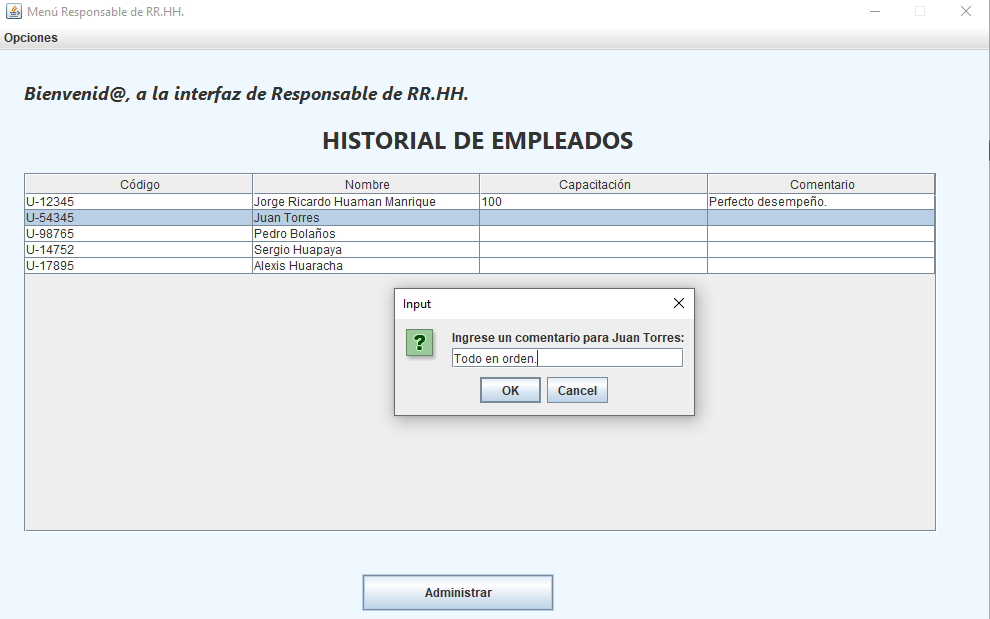 Menú Responsable de RR.HH.
Opciones
Bienvenid@, a la interfaz de Responsable de RR.HH.
HISTORIAL DE EMPLEADOS
Código Nombre Capacitación Comentario
U-12345 Jorge Ricardo Huaman Manrique 100 Perfecto desempeño.
U-54345 Juan Torres
U-98765 Pedro Bolaños
U-14752 Sergio Huapaya
U-17895 Alexis Huaracha
Input
?
Ingrese un comentario para Juan Torres:
Todo en orden.
OK Cancel
Administrar